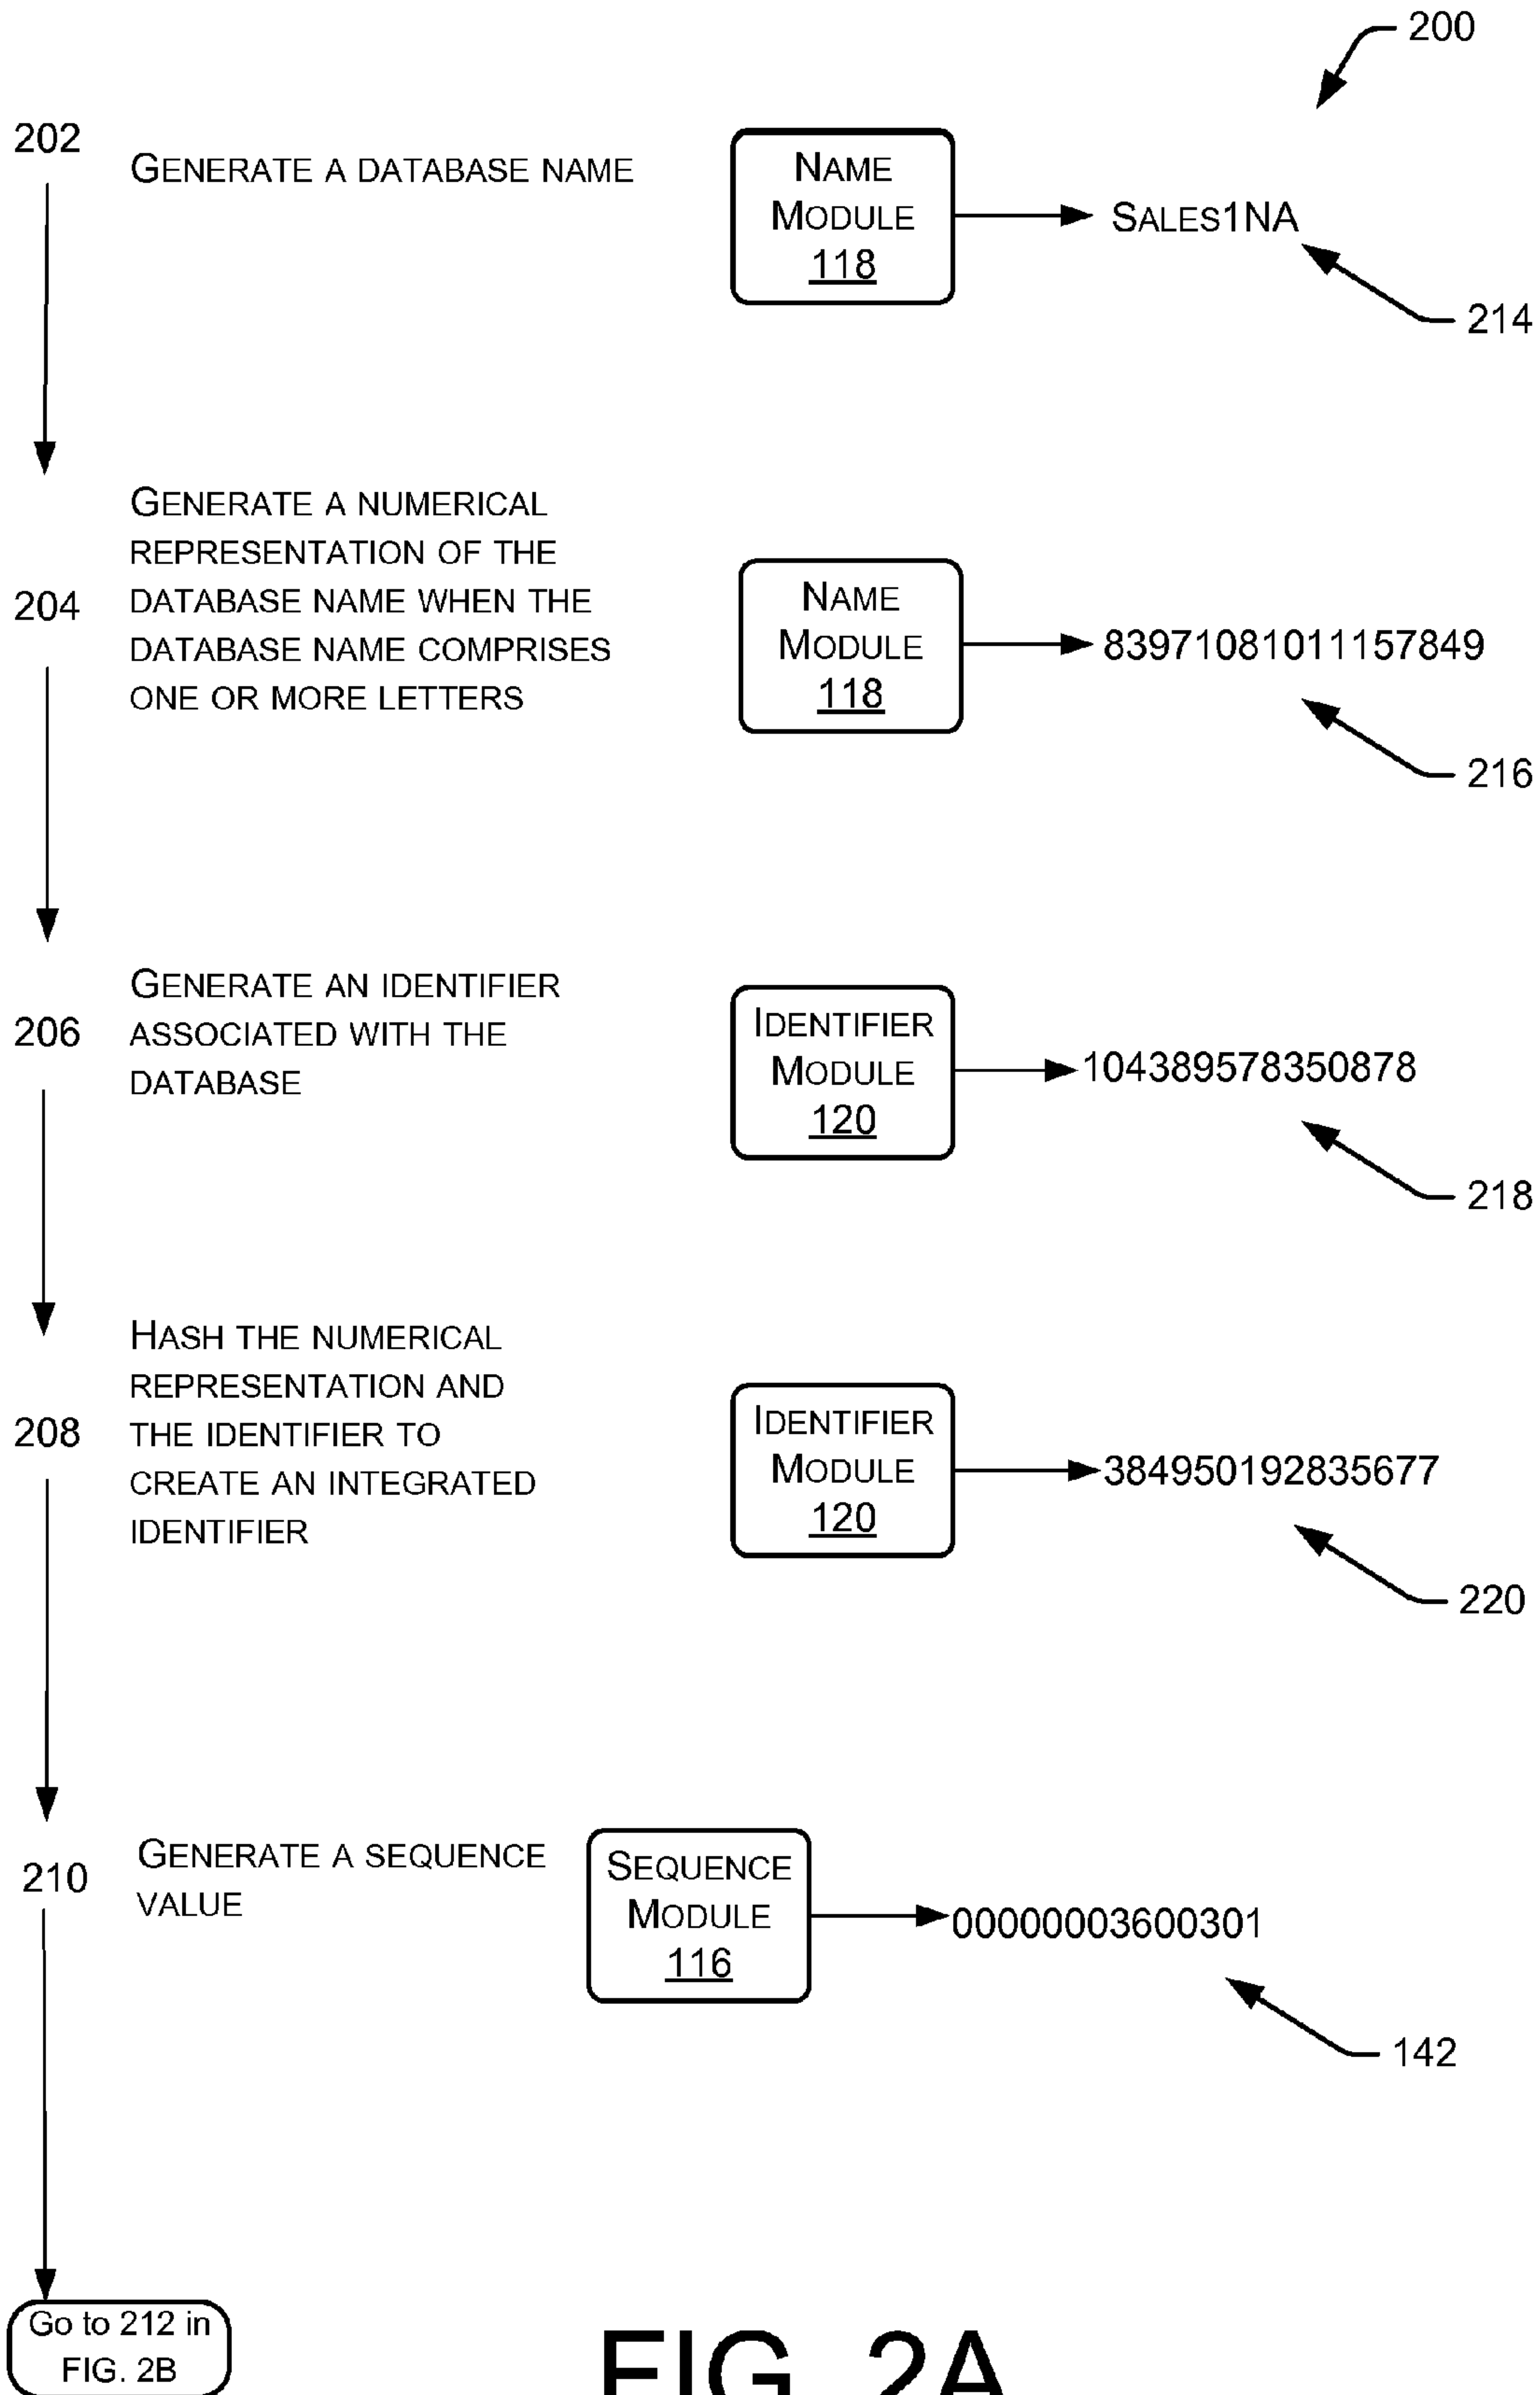 200
202
GENERATE A DATABASE NAME
NAME
MODULE
118
SALES1NA
214
GENERATE A NUMERICAL
REPRESENTATION OF THE
DATABASE NAME WHEN THE
DATABASE NAME COMPRISES
ONE OR MORE LETTERS
204
NAME
MODULE
118
83971081011157849
216
GENERATE AN IDENTIFIER
ASSOCIATED WITH THE
DATABASE
206
IDENTIFIER
MODULE
120
104389578350878
218
HASH THE NUMERICAL
REPRESENTATION AND
THE IDENTIFIER TO
CREATE AN INTEGRATED
IDENTIFIER
208
IDENTIFIER
MODULE
120
384950192835677
220
210
GENERATE A SEQUENCE
VALUE
SEQUENCE
MODULE
116
00000003600301
142
Go to 212 in
FIG. 2B
FIG. 2A